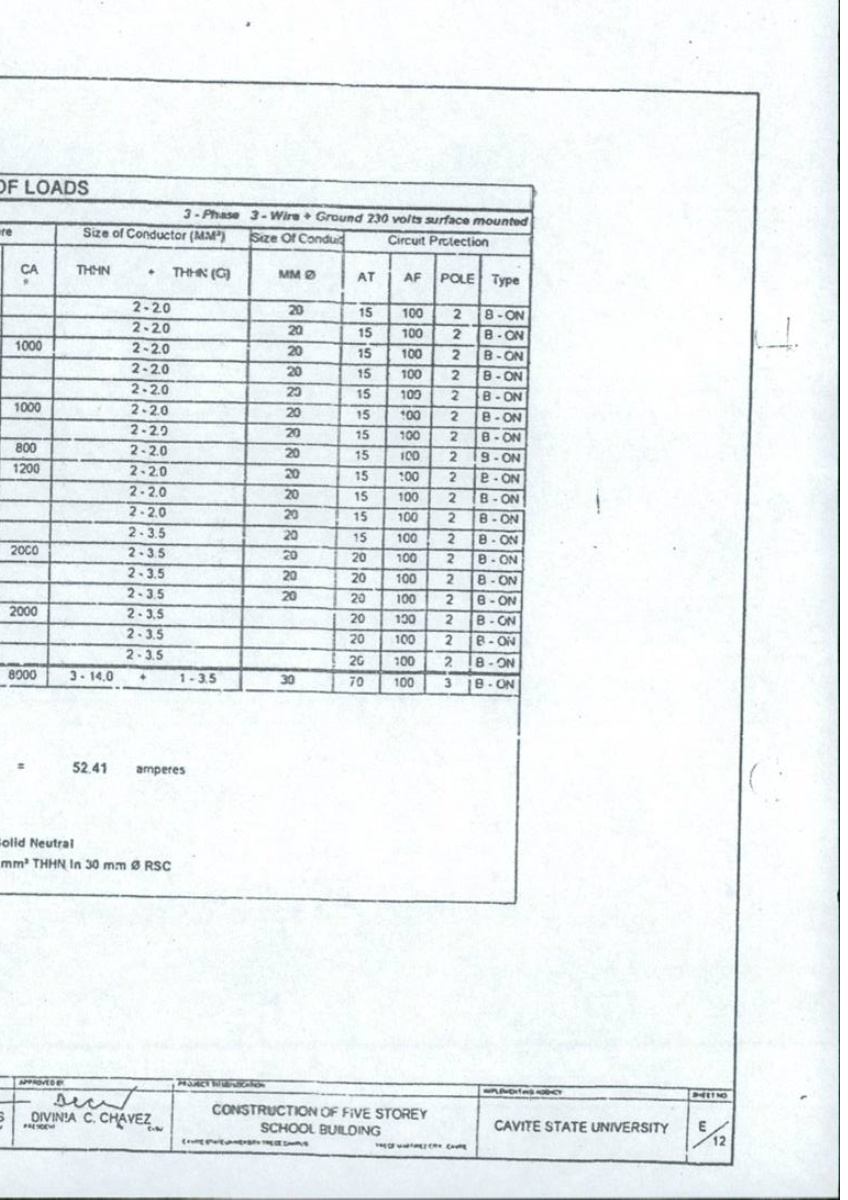 OF LOADS
3 - Phase 3 - Wire + Ground 230 volts surface mounted
re Size of Conductor (MM²) Size Of Conduit Circuit Protection
CA THHN + THHN (G) MM Ø AT AF POLE Type
2 - 2.0 20 15 100 2 B - ON
2 - 2.0 20 15 100 2 B - ON
1000 2 - 2.0 20 15 100 2 B - ON
2 - 2.0 20 15 100 2 B - ON
2 - 2.0 20 15 100 2 B - ON
1000 2 - 2.0 20 15 100 2 B - ON
2 - 2.0 20 15 100 2 B - ON
800 2 - 2.0 20 15 100 2 B - ON
1200 2 - 2.0 20 15 100 2 B - ON
2 - 2.0 20 15 100 2 B - ON
2 - 2.0 20 15 100 2 B - ON
2 - 3.5 20 15 100 2 B - ON
2000 2 - 3.5 20 20 100 2 B - ON
2 - 3.5 20 20 100 2 B - ON
2 - 3.5 20 20 100 2 B - ON
2000 2 - 3.5 20 100 2 B - ON
2 - 3.5 20 100 2 B - ON
2 - 3.5 20 100 2 B - ON
8000 3 - 14.0 + 1 - 3.5 30 70 100 3 B - ON
= 52.41 amperes
Solid Neutral
mm² THHN In 30 mm Ø RSC
APPROVED BY:
DIVINIA C. CHAVEZ
PRESIDENT
PROJECT IDENTIFICATION
CONSTRUCTION OF FIVE STOREY
SCHOOL BUILDING
IMPLEMENTING AGENCY
CAVITE STATE UNIVERSITY
SHEET NO
E
12